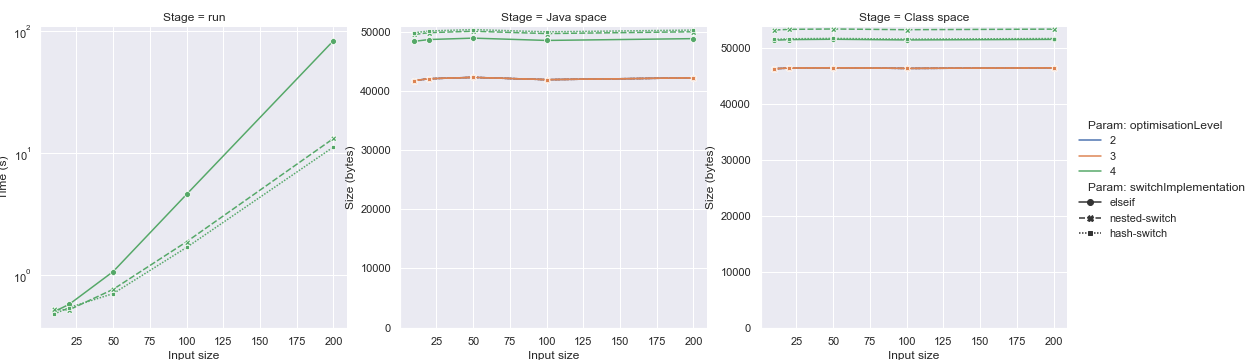 Stage = run
Stage = Java space
Stage = Class space
10²
10¹
10⁰
Time (s)
25 50 75 100 125 150 175 200
Input size
50000
40000
30000
20000
10000
0
Size (bytes)
25 50 75 100 125 150 175 200
Input size
50000
40000
30000
20000
10000
0
Size (bytes)
25 50 75 100 125 150 175 200
Input size
Param: optimisationLevel
2
3
4
Param: switchImplementation
elseif
nested-switch
hash-switch